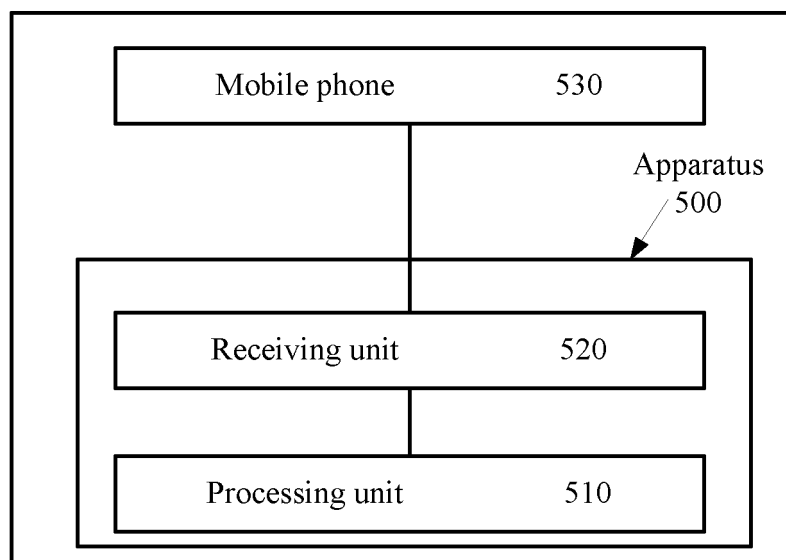 Mobile phone 530
Apparatus
500
Receiving unit 520
Processing unit 510